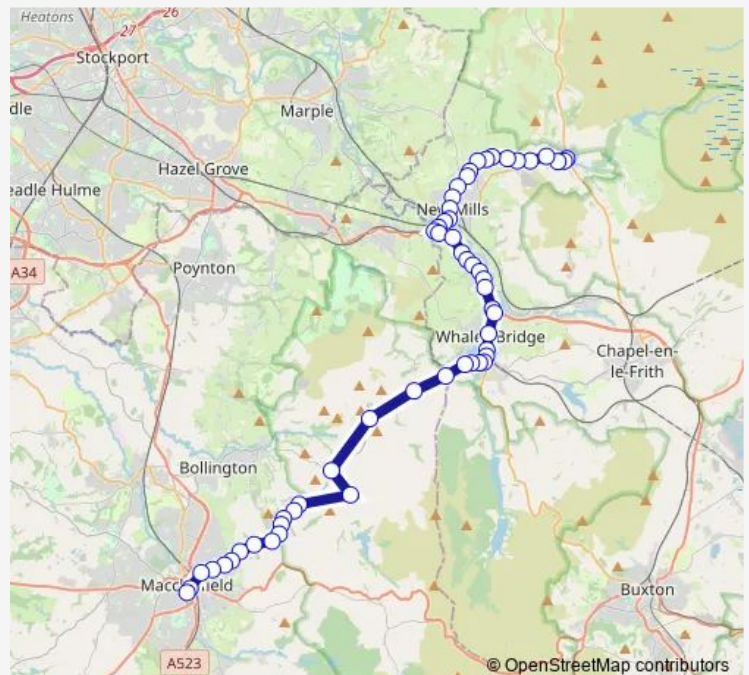 Heatons
26
27
Stockport
dle
Marple
Hazel Grove
eadle Hulme
New Mills
A34
Poynton
Whaley Bridge
Chapel-en-
le-Frith
Bollington
Macclesfield
Buxton
A523
© OpenStreetMap contributors